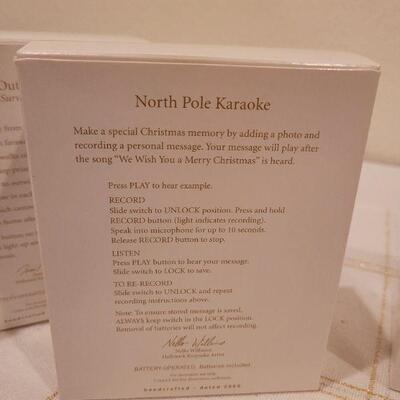 North Pole Karaoke
Make a special Christmas memory by adding a photo and
recording a personal message. Your message will play after
the song “We Wish You a Merry Christmas” is heard.
Press PLAY to hear example.
RECORD
Slide switch to UNLOCK position. Press and hold
RECORD button (light indicates recording).
Speak into microphone for up to 10 seconds.
Release RECORD button to stop.
LISTEN
Press PLAY button to hear your message.
Slide switch to LOCK to save.
TO RE-RECORD
Slide switch to UNLOCK and repeat
recording instructions above.
Note: To ensure stored message is saved,
ALWAYS keep switch in the LOCK position.
Removal of batteries will not affect recording.
Nello Williams
Nello Williams
Hallmark Keepsake Artist
BATTERY-OPERATED. Batteries included.
handcrafted • dated
Out
Surv
from